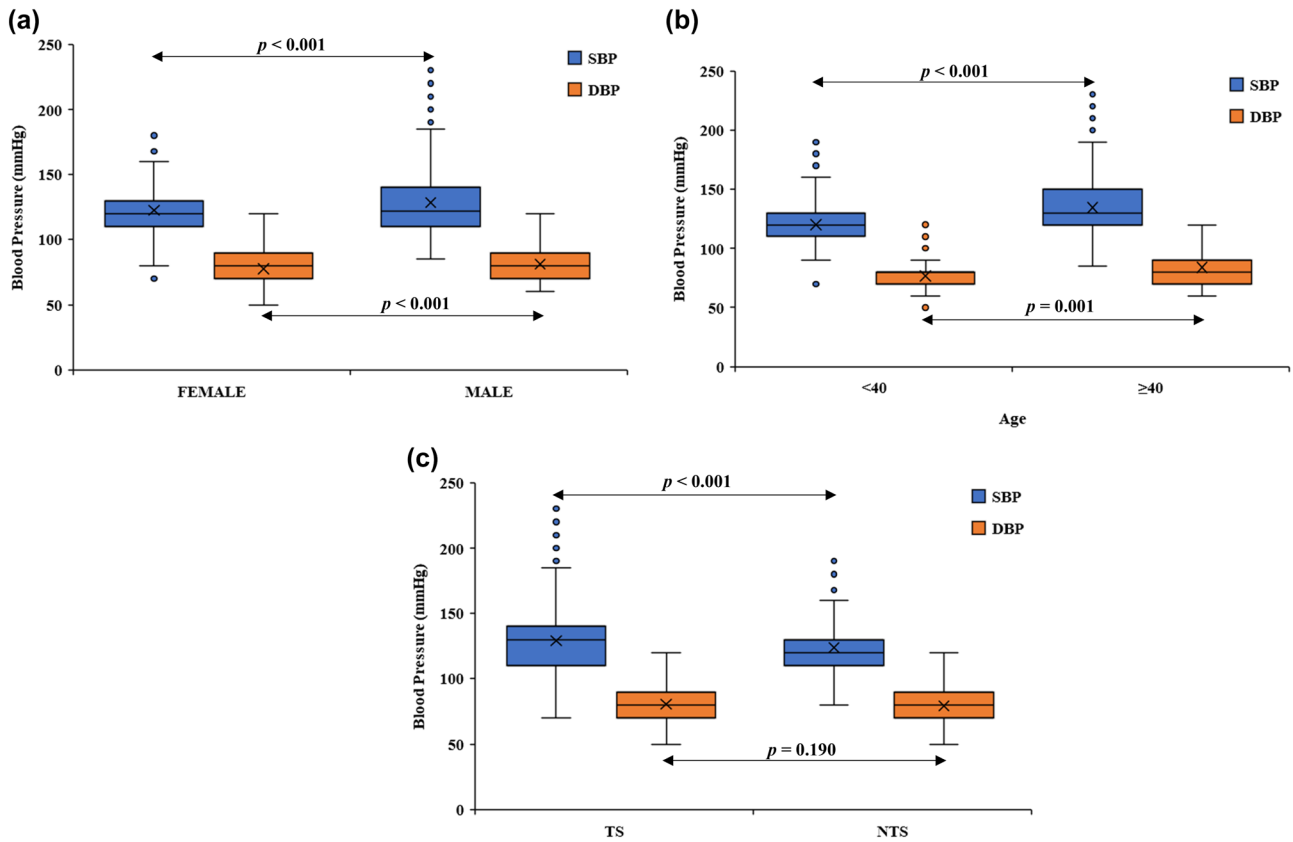 (a)
250
200
150
100
50
0
Blood Pressure (mmHg)
p < 0.001
SBP
DBP
p < 0.001
FEMALE
MALE
(b)
250
200
150
100
50
0
Blood Pressure (mmHg)
p < 0.001
SBP
DBP
p = 0.001
<40
≥40
Age
(c)
250
200
150
100
50
0
Blood Pressure (mmHg)
p < 0.001
SBP
DBP
p = 0.190
TS
NTS